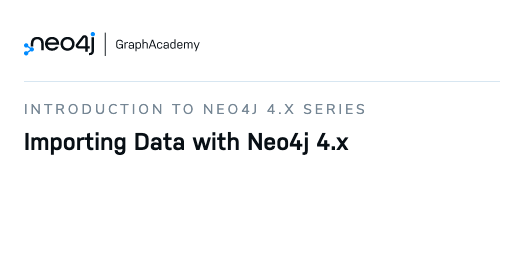 neo4j GraphAcademy
INTRODUCTION TO NEO4J 4.X SERIES
Importing Data with Neo4j 4.x